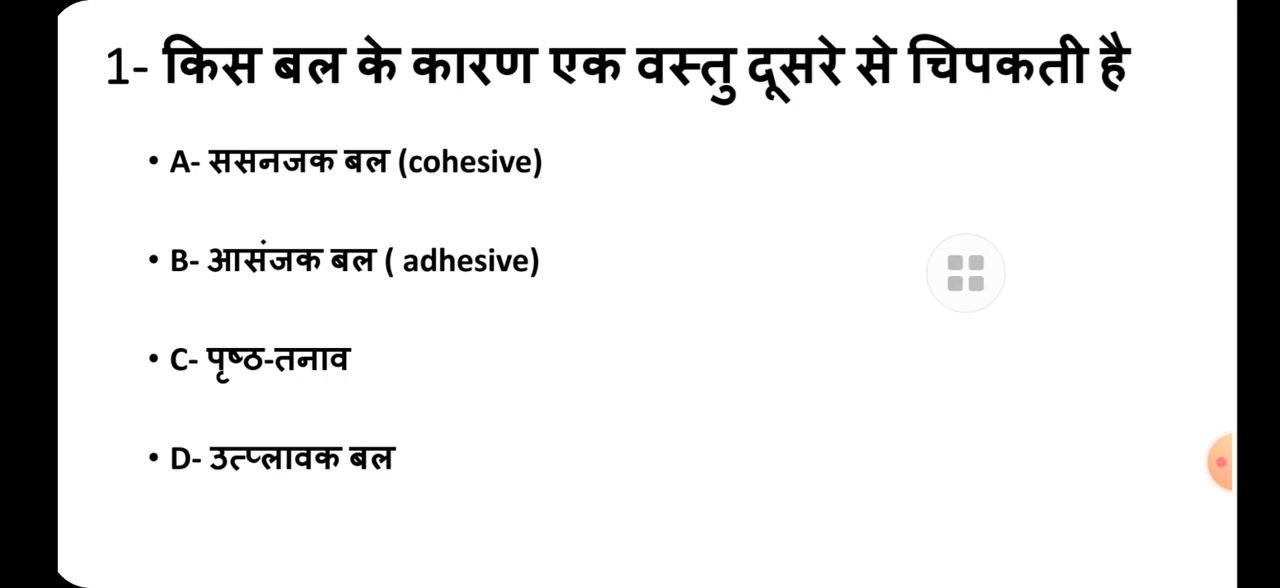 1- किस बल के कारण एक वस्तु दूसरे से चिपकती है
• A- ससनजक बल (cohesive)
• B- आसंजक बल ( adhesive)
• C- पृष्ठ-तनाव
• D- उत्प्लावक बल